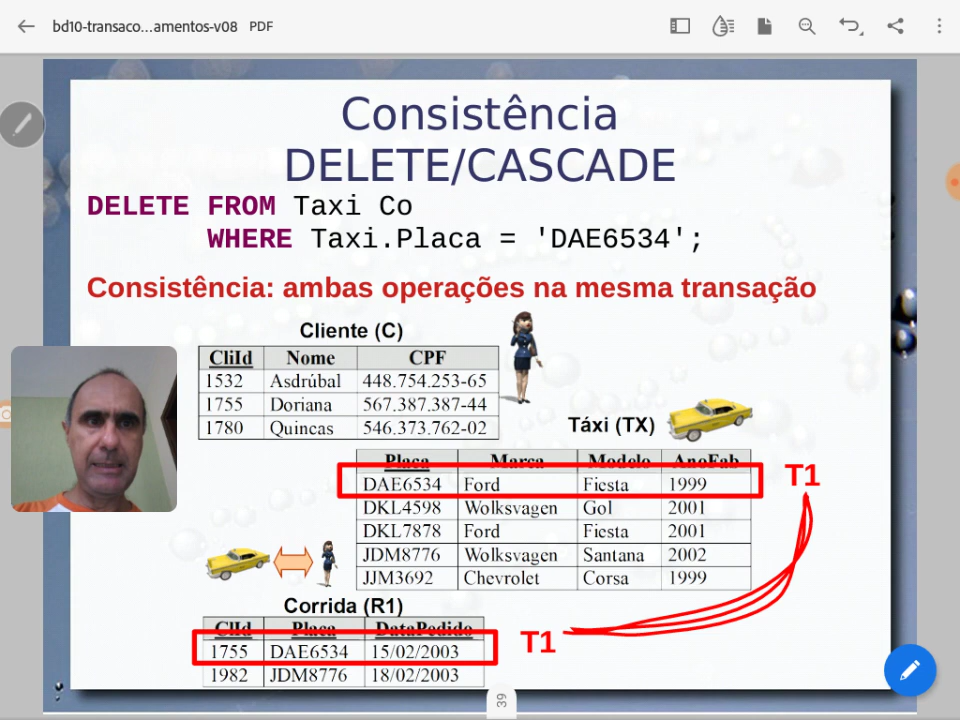 bd10-transaco...amentos-v08 PDF
Consistência
DELETE/CASCADE
DELETE FROM Taxi Co
WHERE Taxi.Placa = 'DAE6534';
Consistência: ambas operações na mesma transação
Cliente (C)
CliId Nome CPF
1532 Asdrúbal 448.754.253-65
1755 Doriana 567.387.387-44
1780 Quincas 546.373.762-02
Táxi (TX)
Placa Marca Modelo AnoFab
DAE6534 Ford Fiesta 1999
T1
DKL4598 Wolksvagen Gol 2001
DKL7878 Ford Fiesta 2001
JDM8776 Wolksvagen Santana 2002
JJM3692 Chevrolet Corsa 1999
Corrida (R1)
ClId Placa DataPedido
1755 DAE6534 15/02/2003
T1
1982 JDM8776 18/02/2003
39